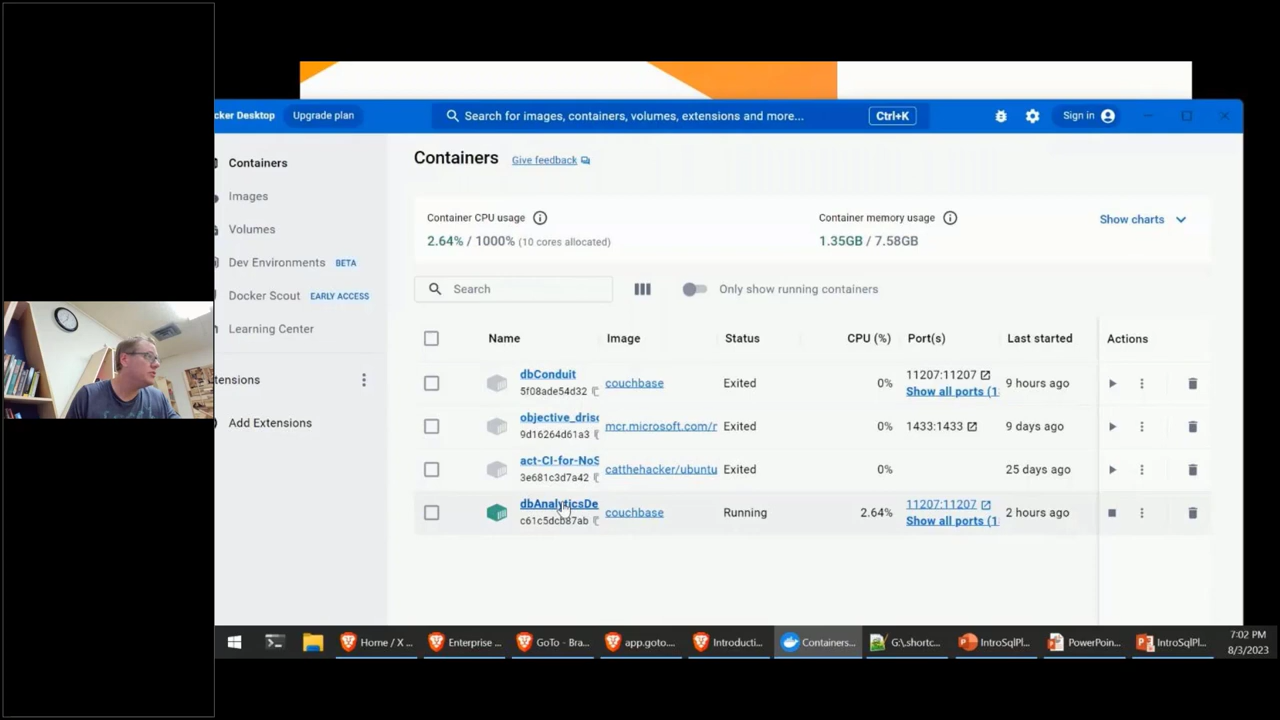 cker Desktop Upgrade plan Search for images, containers, volumes, extensions and more... Ctrl+K Sign in
Containers
Images
Volumes
Dev Environments BETA
Docker Scout EARLY ACCESS
Learning Center
tensions
Add Extensions
Containers Give feedback
Container CPU usage Container memory usage Show charts
2.64% / 1000% (10 cores allocated) 1.35GB / 7.58GB
Search Only show running containers
Name Image Status CPU (%) Port(s) Last started Actions
dbConduit couchbase Exited 0% 11207:11207 9 hours ago
5f08ade54d32 Show all ports (1
objective_drisc mcr.microsoft.com/r Exited 0% 1433:1433 9 days ago
9d16264d61a3
act-CI-for-NoS catthehacker/ubuntu Exited 0% 25 days ago
3e681c3d7a42
dbAnalyticsDe couchbase Running 2.64% 11207:11207 2 hours ago
c61c5dcb87ab Show all ports (1
Home / X ... Enterprise ... GoTo - Bra... app.goto.... Introducti... Containers... G:\.shortc... IntroSqlPl... PowerPoin... IntroSqlPl... 7:02 PM
8/3/2023